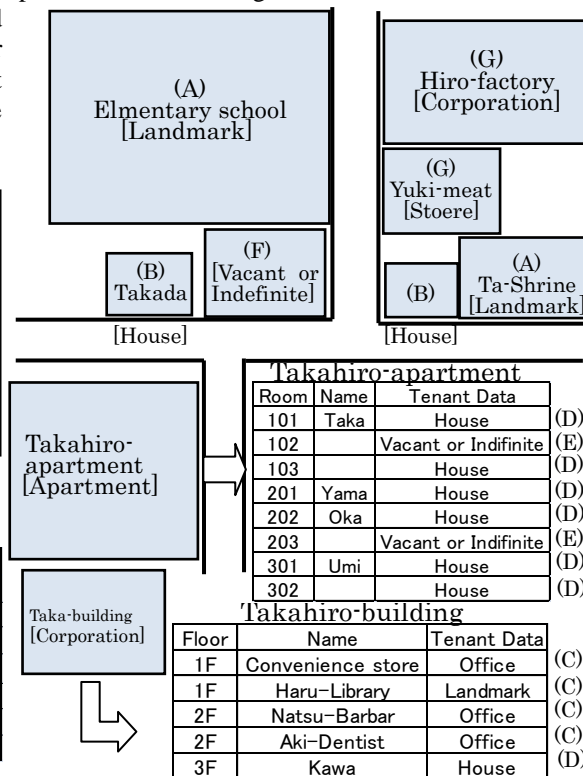 (A)
Elmentary school
[Landmark]
(G)
Hiro-factory
[Corporation]
(G)
Yuki-meat
[Stoere]
(B)
Takada
(F)
[Vacant or
Indefinite]
(B)
(A)
Ta-Shrine
[Landmark]
[House]
[House]
Takahiro-
apartment
[Apartment]
Takahiro-apartment
Room Name Tenant Data
101 Taka House (D)
102 Vacant or Indifinite (E)
103 House (D)
201 Yama House (D)
202 Oka House (D)
203 Vacant or Indifinite (E)
301 Umi House (D)
302 House (D)
Taka-building
[Corporation]
Takahiro-building
Floor Name Tenant Data
1F Convenience store Office (C)
1F Haru-Library Landmark (C)
2F Natsu-Barbar Office (C)
2F Aki-Dentist Office (C)
3F Kawa House (D)